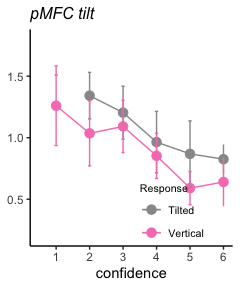 pMFC tilt
1.5
1.0
0.5
Response
Tilted
Vertical
1 2 3 4 5 6
confidence